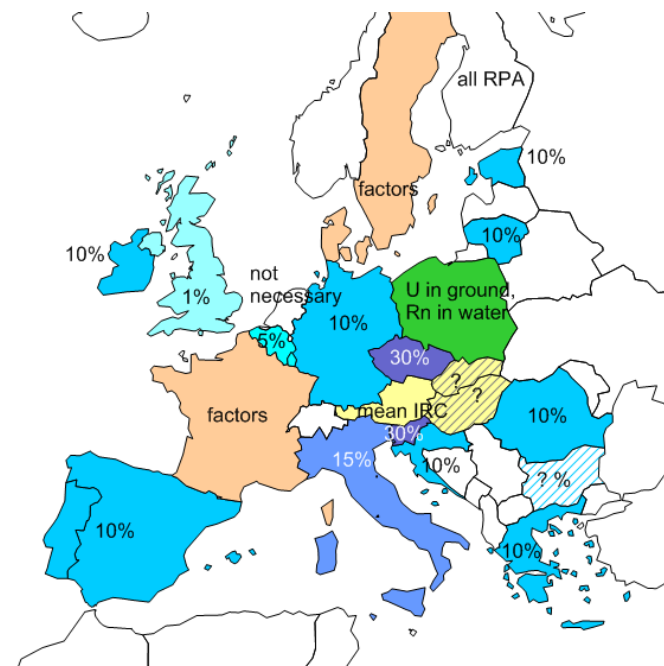 all RPA
10%
factors
10%
10%
not
necessary
U in ground,
Rn in water
1%
10%
5%
30%
?
?
factors
mean IRC
10%
30%
15%
10%
? %
10%
10%